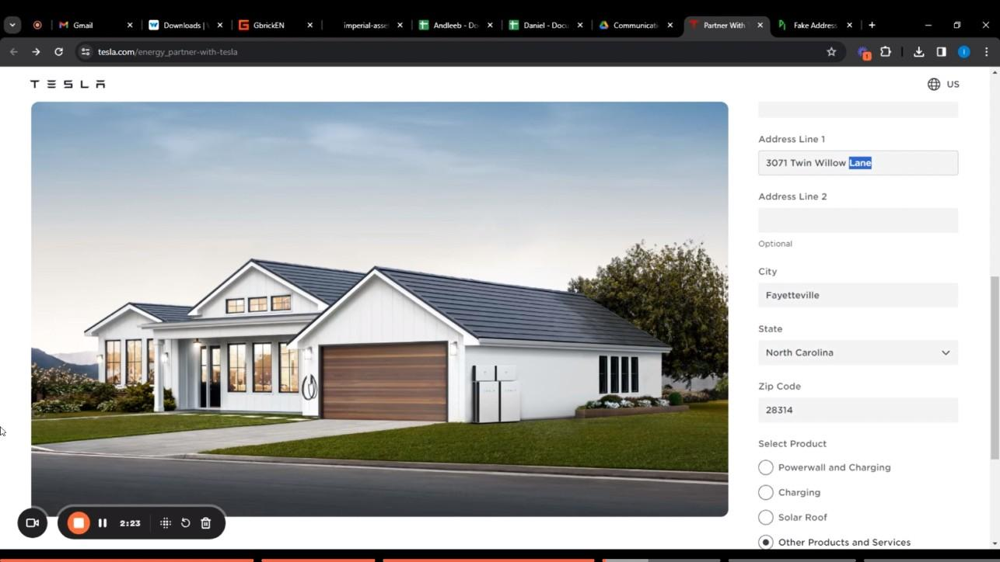 Gmail
Downloads |
GbrickEN
imperial-asse
Andleeb - Do
Daniel - Docu
Communicati
Partner With
Fake Address
tesla.com/energy_partner-with-tesla
1
I
TESLA
US
Address Line 1
3071 Twin Willow Lane
Address Line 2
Optional
City
Fayetteville
State
North Carolina
Zip Code
28314
Select Product
Powerwall and Charging
Charging
Solar Roof
Other Products and Services
2:23